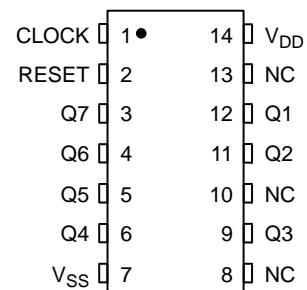 CLOCK 1 14 VDD
RESET 2 13 NC
Q7 3 12 Q1
Q6 4 11 Q2
Q5 5 10 NC
Q4 6 9 Q3
VSS 7 8 NC